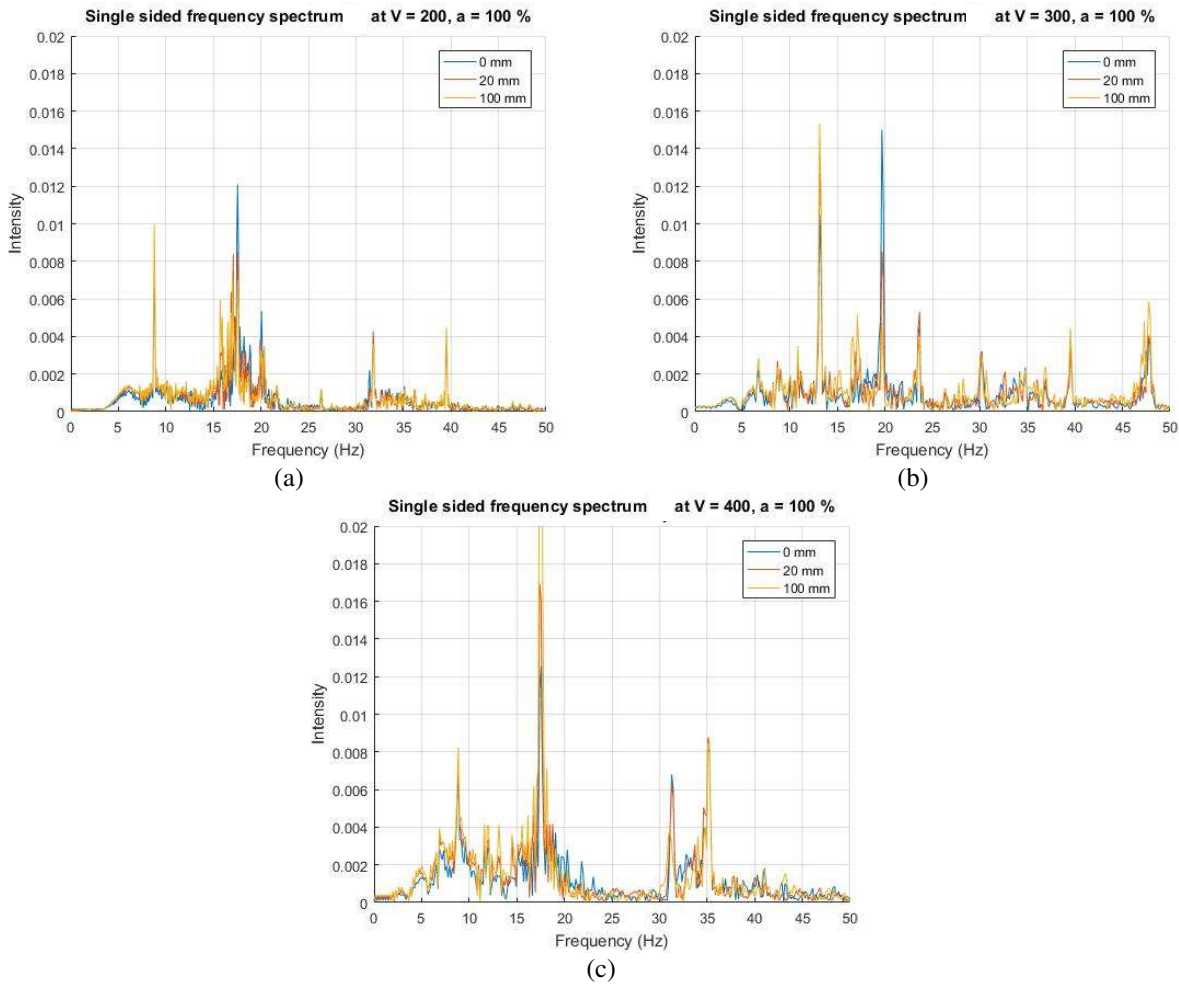 Single sided frequency spectrum at V = 200, a = 100 %
0.02
0.018
0.016
0.014
0.012
0.01
0.008
0.006
0.004
0.002
0
Intensity
0 mm
20 mm
100 mm
0 5 10 15 20 25 30 35 40 45 50
Frequency (Hz)
(a)
Single sided frequency spectrum at V = 300, a = 100 %
0.02
0.018
0.016
0.014
0.012
0.01
0.008
0.006
0.004
0.002
0
Intensity
0 mm
20 mm
100 mm
0 5 10 15 20 25 30 35 40 45 50
Frequency (Hz)
(b)
Single sided frequency spectrum at V = 400, a = 100 %
0.02
0.018
0.016
0.014
0.012
0.01
0.008
0.006
0.004
0.002
0
Intensity
0 mm
20 mm
100 mm
0 5 10 15 20 25 30 35 40 45 50
Frequency (Hz)
(c)